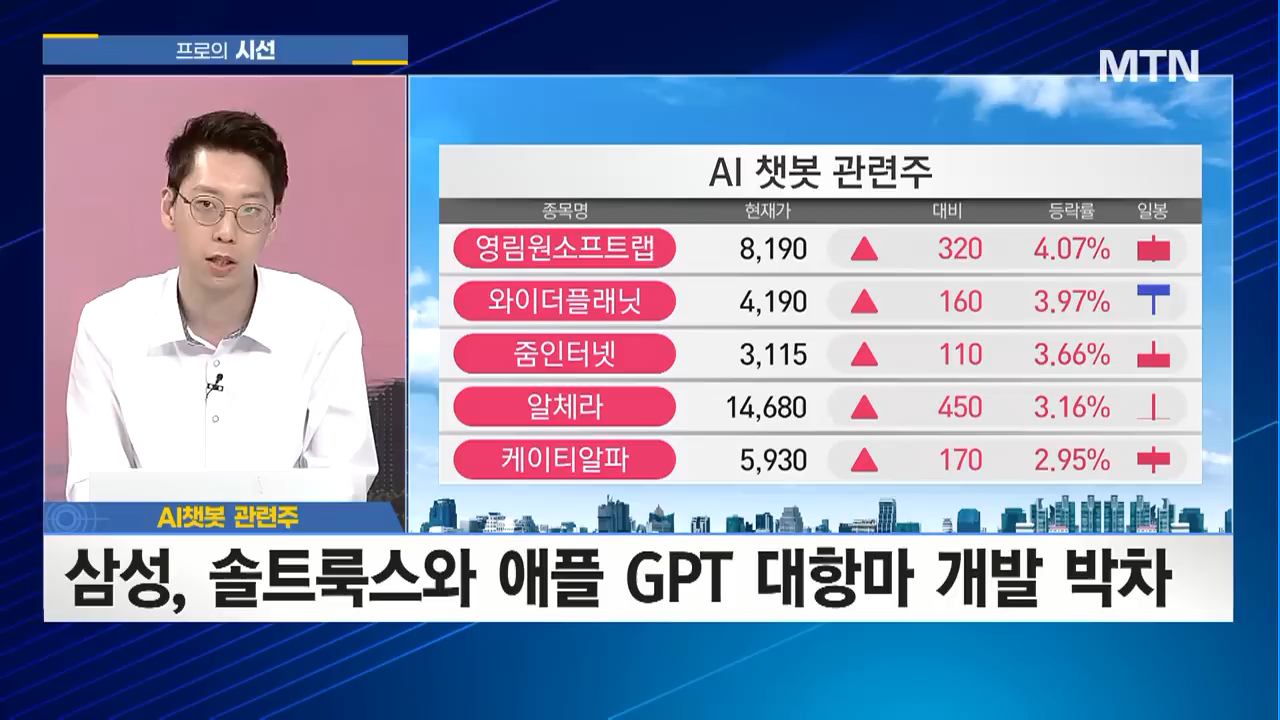 프로의 시선
MTN
AI 챗봇 관련주
종목명 현재가 대비 등락률 일봉
영림원소프트랩 8,190 ▲ 320 4.07%
와이더플래닛 4,190 ▲ 160 3.97%
줌인터넷 3,115 ▲ 110 3.66%
알체라 14,680 ▲ 450 3.16%
케이티알파 5,930 ▲ 170 2.95%
AI챗봇 관련주
삼성, 솔트룩스와 애플 GPT 대항마 개발 박차